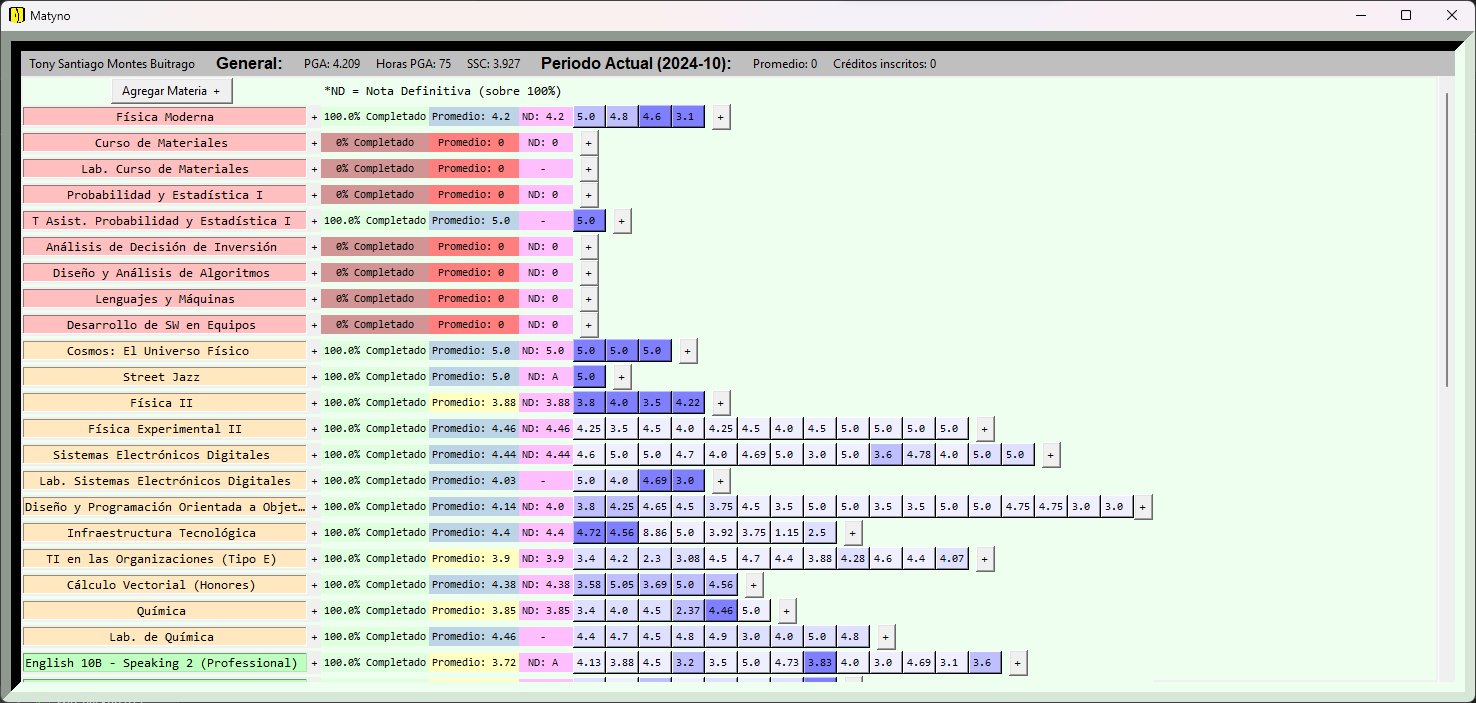 Matyno
Tony Santiago Montes Buitrago General: PGA: 4.209 Horas PGA: 75 SSC: 3.927 Periodo Actual (2024-10): Promedio: 0 Créditos inscritos: 0
Agregar Materia + *ND = Nota Definitiva (sobre 100%)
Física Moderna + 100.0% Completado Promedio: 4.2 ND: 4.2 5.0 4.8 4.6 3.1 +
Curso de Materiales + 0% Completado Promedio: 0 ND: 0 +
Lab. Curso de Materiales + 0% Completado Promedio: 0 - +
Probabilidad y Estadística I + 0% Completado Promedio: 0 ND: 0 +
T Asist. Probabilidad y Estadística I + 100.0% Completado Promedio: 5.0 - 5.0 +
Análisis de Decisión de Inversión + 0% Completado Promedio: 0 ND: 0 +
Diseño y Análisis de Algoritmos + 0% Completado Promedio: 0 ND: 0 +
Lenguajes y Máquinas + 0% Completado Promedio: 0 ND: 0 +
Desarrollo de SW en Equipos + 0% Completado Promedio: 0 ND: 0 +
Cosmos: El Universo Físico + 100.0% Completado Promedio: 5.0 ND: 5.0 5.0 5.0 5.0 +
Street Jazz + 100.0% Completado Promedio: 5.0 ND: A 5.0 +
Física II + 100.0% Completado Promedio: 3.88 ND: 3.88 3.8 4.0 3.5 4.22 +
Física Experimental II + 100.0% Completado Promedio: 4.46 ND: 4.46 4.25 3.5 4.5 4.0 4.25 4.5 4.0 4.5 5.0 5.0 5.0 5.0 +
Sistemas Electrónicos Digitales + 100.0% Completado Promedio: 4.44 ND: 4.44 4.6 5.0 5.0 4.7 4.0 4.69 5.0 3.0 5.0 3.6 4.78 4.0 5.0 5.0 +
Lab. Sistemas Electrónicos Digitales + 100.0% Completado Promedio: 4.03 - 5.0 4.0 4.69 3.0 +
Diseño y Programación Orientada a Objet… + 100.0% Completado Promedio: 4.14 ND: 4.0 3.8 4.25 4.65 4.5 3.75 4.5 3.5 5.0 5.0 3.5 3.5 5.0 5.0 4.75 4.75 3.0 3.0 +
Infraestructura Tecnológica + 100.0% Completado Promedio: 4.4 ND: 4.4 4.72 4.56 8.86 5.0 3.92 3.75 1.15 2.5 +
TI en las Organizaciones (Tipo E) + 100.0% Completado Promedio: 3.9 ND: 3.9 3.4 4.2 2.3 3.08 4.5 4.7 4.4 3.88 4.28 4.6 4.4 4.07 +
Cálculo Vectorial (Honores) + 100.0% Completado Promedio: 4.38 ND: 4.38 3.58 5.05 3.69 5.0 4.56 +
Química + 100.0% Completado Promedio: 3.85 ND: 3.85 3.4 4.0 4.5 2.37 4.46 5.0 +
Lab. de Química + 100.0% Completado Promedio: 4.46 - 4.4 4.7 4.5 4.8 4.9 3.0 4.0 5.0 4.8 +
English 10B - Speaking 2 (Professional) + 100.0% Completado Promedio: 3.72 ND: A 4.13 3.88 4.5 3.2 3.5 5.0 4.73 3.83 4.0 3.0 4.69 3.1 3.6 +